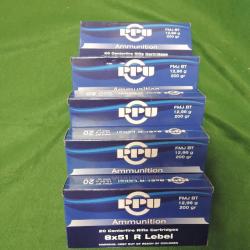 PPU
Ammunition
FMJ BT
12,96 g
200 gr
20 Centerfire Rifle Cartridges
PPU
FMJ BT
12,96 g
200 gr
PPU
FMJ BT
12,96 g
200 gr
PPU
FMJ BT
12,96 g
200 gr
PPU
Ammunition
FMJ BT
12,96 g
200 gr
20 Centerfire Rifle Cartridges
8x51 R Lebel